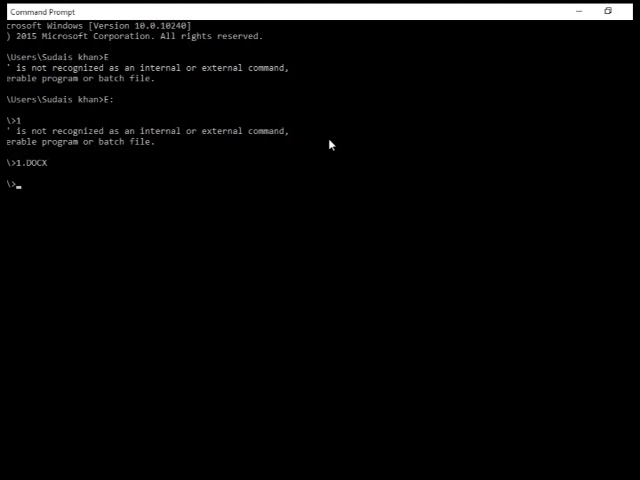 Command Prompt
crosoft Windows [Version 10.0.10240]
) 2015 Microsoft Corporation. All rights reserved.
\Users\Sudais khan>E
' is not recognized as an internal or external command,
erable program or batch file.
\Users\Sudais khan>E:
\>1
' is not recognized as an internal or external command,
erable program or batch file.
\>1.DOCX
\>